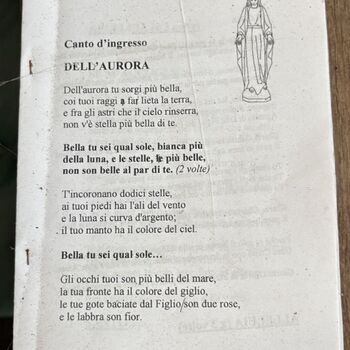 Canto d'ingresso
DELL'AURORA
Dell'aurora tu sorgi più bella,
coi tuoi raggi a far lieta la terra,
e fra gli astri che il cielo rinserra,
non v'è stella più bella di te.
Bella tu sei qual sole, bianca più
della luna, e le stelle, le più belle,
non son belle al par di te. (2 volte)
T'incoronano dodici stelle,
ai tuoi piedi hai l'ali del vento
e la luna si curva d'argento;
il tuo manto ha il colore del ciel.
Bella tu sei qual sole...
Gli occhi tuoi son più belli del mare,
la tua fronte ha il colore del giglio,
le tue gote baciate dal Figlio/son due rose,
e le labbra son fior.